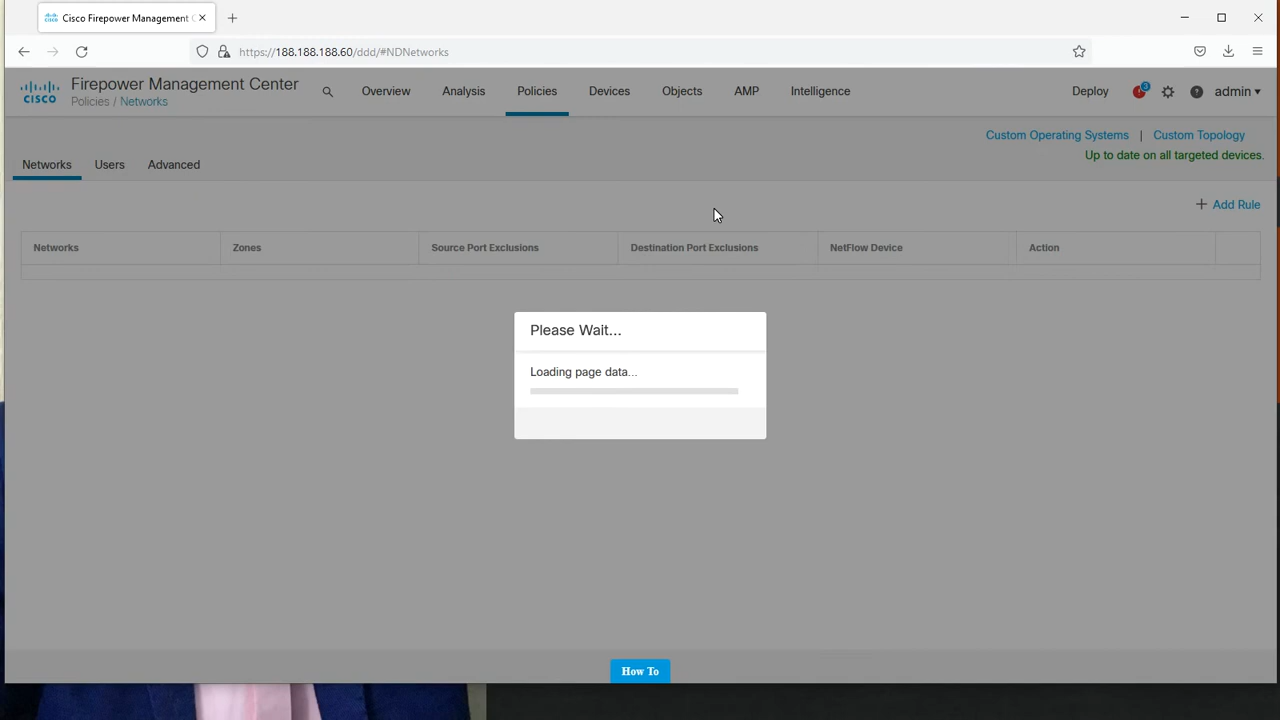 Cisco Firepower Management C
https://188.188.188.60/ddd/#NDNetworks
CISCO
Firepower Management Center
Policies / Networks
Overview
Analysis
Policies
Devices
Objects
AMP
Intelligence
Deploy
3
admin
Custom Operating Systems | Custom Topology
Up to date on all targeted devices.
Networks
Users
Advanced
+ Add Rule
Networks
Zones
Source Port Exclusions
Destination Port Exclusions
NetFlow Device
Action
Please Wait...
Loading page data...
How To